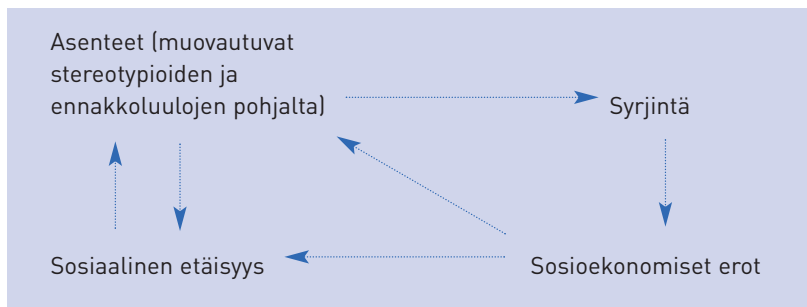 Asenteet (muovautuvat
stereotypioiden ja
ennakkoluulojen pohjalta)
Syrjintä
Sosiaalinen etäisyys
Sosioekonomiset erot